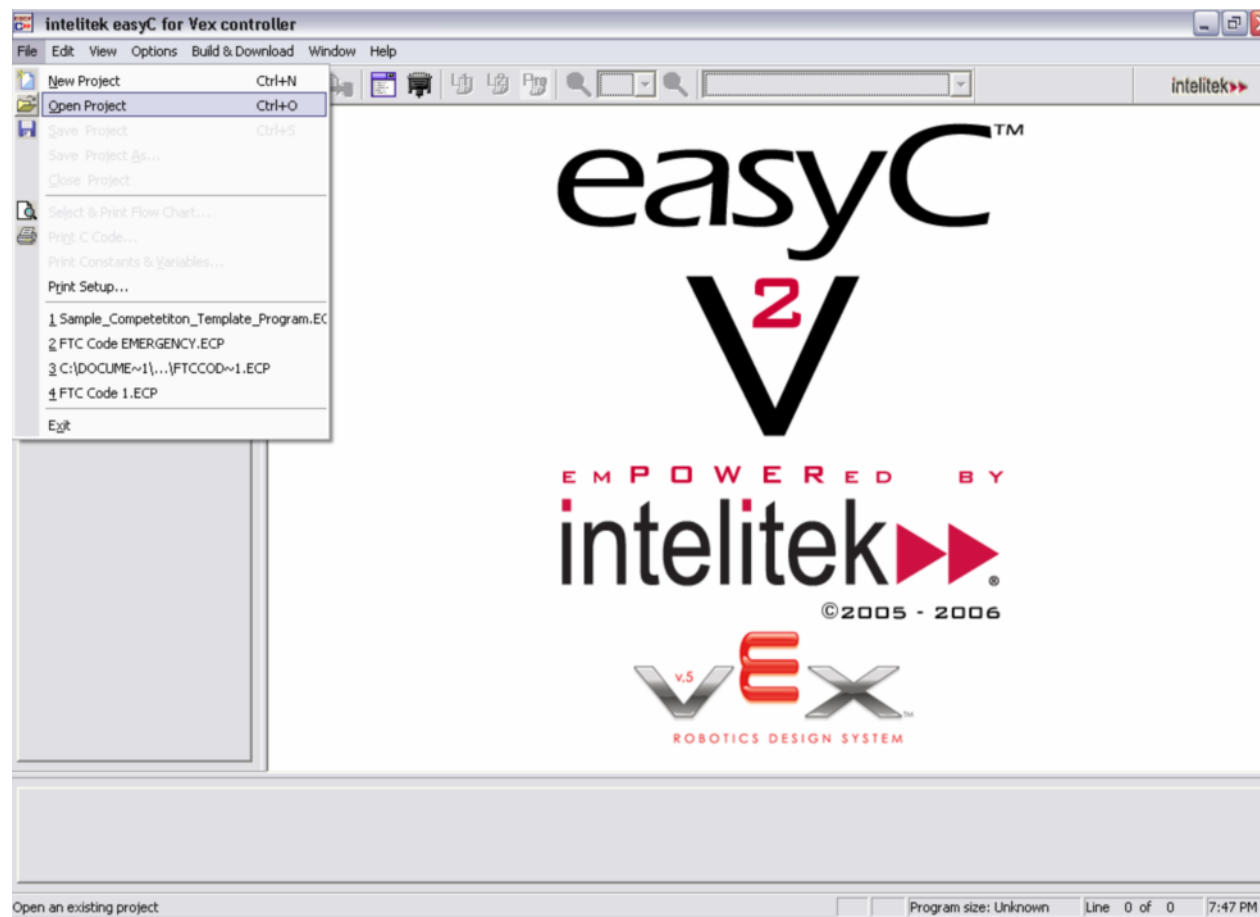 intelitek easyC for Vex controller
File Edit View Options Build & Download Window Help
New Project Ctrl+N
Open Project Ctrl+O
Save Project Ctrl+S
Save Project As...
Close Project
Select & Print Flow Chart...
Print C Code...
Print Constants & Variables...
Print Setup...
1 Sample_Competetiton_Template_Program.EC
2 FTC Code EMERGENCY.ECP
3 C:\DOCUME~1\...\FTCCOD~1.ECP
4 FTC Code 1.ECP
Exit
intelitek
easyC™
V2
EMPOWERED BY
intelitek®
©2005 - 2006
v.5
vEx™
ROBOTICS DESIGN SYSTEM
Open an existing project Program size: Unknown Line 0 of 0 7:47 PM